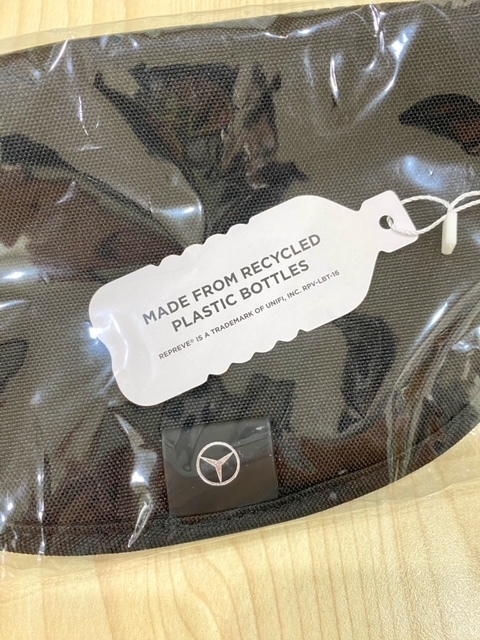 MADE FROM RECYCLED
PLASTIC BOTTLES
REPREVE® IS A TRADEMARK OF UNIFI, INC. RPV-LBT-16